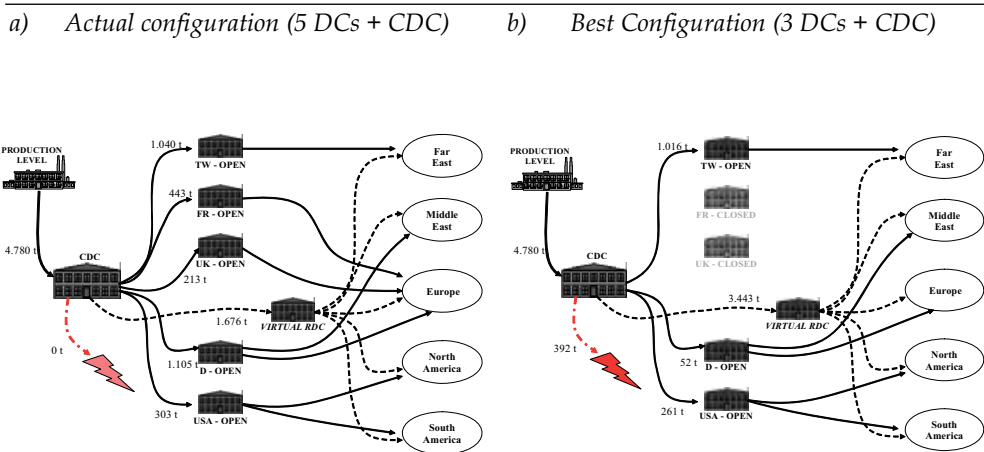 a) Actual configuration (5 DCs + CDC)
b) Best Configuration (3 DCs + CDC)
PRODUCTION
LEVEL
4.780 t
CDC
0 t
1.040 t
TW - OPEN
443 t
FR - OPEN
UK - OPEN
213 t
1.676 t
VIRTUAL RDC
1.105 t
D - OPEN
303 t
USA - OPEN
Far
East
Middle
East
Europe
North
America
South
America
PRODUCTION
LEVEL
4.780 t
CDC
392 t
1.016 t
TW - OPEN
FR - CLOSED
UK - CLOSED
3.443 t
VIRTUAL RDC
52 t
D - OPEN
261 t
USA - OPEN
Far
East
Middle
East
Europe
North
America
South
America